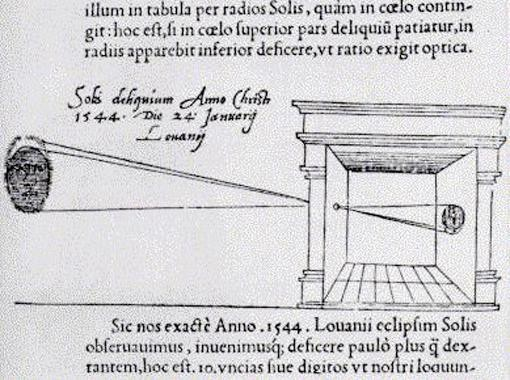 illum in tabula per radios Solis, quàm in cœlo contin-
git: hoc est, si in cœlo superior pars deliquiũ patiatur, in
radiis apparebit inferior deficere, vt ratio exigit optica.
Solis deliquium Anno Christi
1544. Die 24 Januarij
Louanij
Sic nos exactè Anno .1544. Louanii eclipsim Solis
obseruauimus, inuenimusq; deficere paulò plus q̃ dex-
tantem, hoc est .10. vncias siue digitos vt nostri loquun-